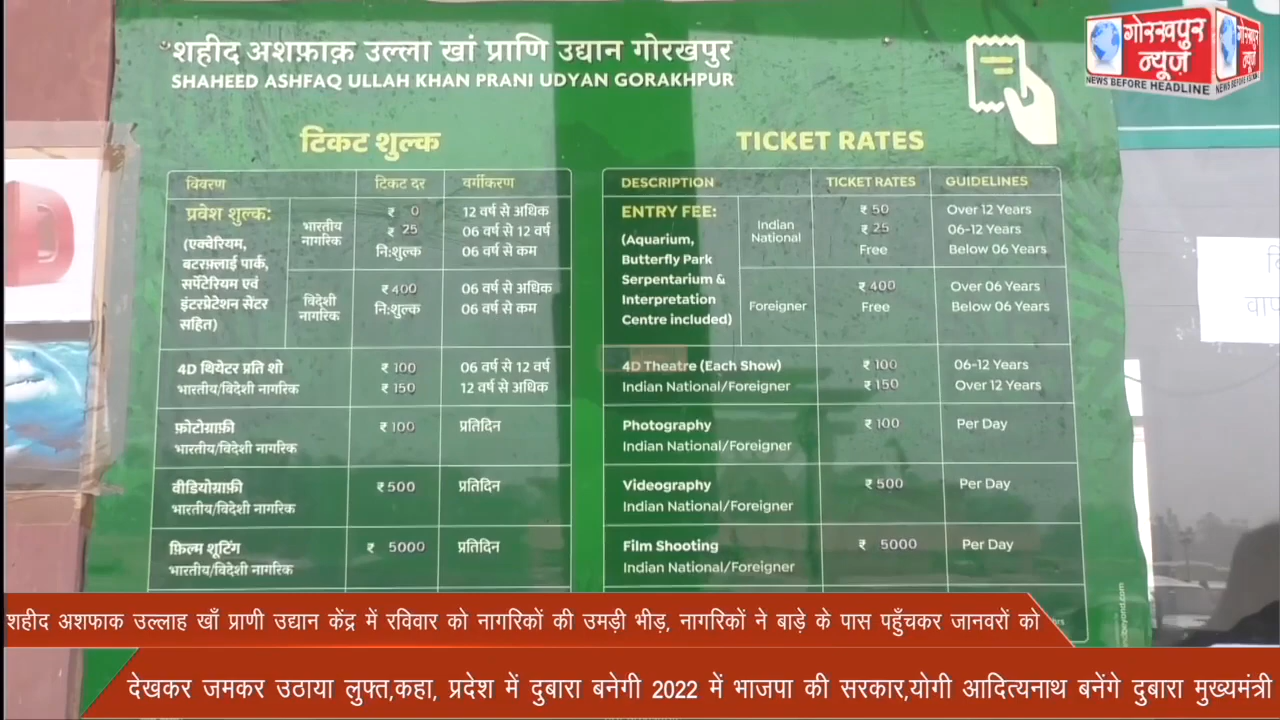 शहीद अशफ़ाक़ उल्ला खां प्राणि उद्यान गोरखपुर
SHAHEED ASHFAQ ULLAH KHAN PRANI UDYAN GORAKHPUR
गोरखपुर न्यूज़
NEWS BEFORE HEADLINE
टिकट शुल्क
विवरण टिकट दर वर्गीकरण
प्रवेश शुल्क:
(एक्वेरियम,
बटरफ़्लाई पार्क,
सर्पेंटेरियम एवं
इंटरप्रेटेशन सेंटर
सहित)
भारतीय नागरिक
₹ 0 12 वर्ष से अधिक
₹ 25 06 वर्ष से 12 वर्ष
नि:शुल्क 06 वर्ष से कम
विदेशी नागरिक
₹ 400 06 वर्ष से अधिक
नि:शुल्क 06 वर्ष से कम
4D थियेटर प्रति शो ₹ 100 06 वर्ष से 12 वर्ष
भारतीय/विदेशी नागरिक ₹ 150 12 वर्ष से अधिक
फ़ोटोग्राफ़ी ₹ 100 प्रतिदिन
भारतीय/विदेशी नागरिक
वीडियोग्राफ़ी ₹ 500 प्रतिदिन
भारतीय/विदेशी नागरिक
फ़िल्म शूटिंग ₹ 5000 प्रतिदिन
भारतीय/विदेशी नागरिक
TICKET RATES
DESCRIPTION TICKET RATES GUIDELINES
ENTRY FEE:
(Aquarium,
Butterfly Park
Serpentarium &
Interpretation
Centre included)
Indian National
₹ 50 Over 12 Years
₹ 25 06-12 Years
Free Below 06 Years
Foreigner
₹ 400 Over 06 Years
Free Below 06 Years
4D Theatre (Each Show) ₹ 100 06-12 Years
Indian National/Foreigner ₹ 150 Over 12 Years
Photography ₹ 100 Per Day
Indian National/Foreigner
Videography ₹ 500 Per Day
Indian National/Foreigner
Film Shooting ₹ 5000 Per Day
Indian National/Foreigner
शहीद अशफाक उल्लाह खाँ प्राणी उद्यान केंद्र में रविवार को नागरिकों की उमड़ी भीड़, नागरिकों ने बाड़े के पास पहुँचकर जानवरों को
देखकर जमकर उठाया लुफ्त,कहा, प्रदेश में दुबारा बनेगी 2022 में भाजपा की सरकार,योगी आदित्यनाथ बनेंगे दुबारा मुख्यमंत्री